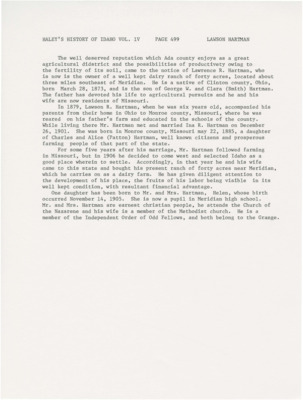 HALEY'S HISTORY OF IDAHO VOL. IV PAGE 499 LAWRON HARTMAN
The well deserved reputation which Ada county enjoys as a great
agricultural disctrict and the possibilities of productivery owing to
the fertility of its soil, came to the notice of Lawrence R. Hartman, who
is now the owner of a well kept dairy ranch of forty acres, located about
three miles southeast of Meridian. He is a native of Clinton county, Ohio,
born March 28, 1873, and is the son of George W. and Clara (Smith) Hartman.
The father has devoted his life to agricultural pursuits and he and his
wife are now residents of Missouri.
In 1879, Lawren R. Hartman, when he was six years old, accompanied his
parents from their home in Ohio to Monroe county, Missouri, where he was
reared on his father's farm and educated in the schools of the county.
While living there Mr. Hartman met and married Ina R. Hartman on December
26, 1901. She was born in Monroe county, Missouri May 22, 1885, a daughter
of Charles and Alice (Patton) Hartman, well known citizens and prosperous
farming people of that part of the state.
For some five years after his marriage, Mr. Hartman followed farming
in Missouri, but in 1906 he decided to come west and selected Idaho as a
good place wherein to settle. Accordingly, in that year he and his wife
came to this state and bought his present ranch of forty acres near Meridian,
which he carries on as a dairy farm. He has given diligent attention to
the development of his place, the fruits of his labor being visible in its
well kept condition, with resultant financial advantage.
One daughter has been born to Mr. and Mrs. Hartman, Helen, whose birth
occurred November 14, 1905. She is now a pupil in Meridian high school.
Mr. and Mrs. Hartman are earnest christian people, he attends the Church of
the Nazarene and his wife is a member of the Methodist church. He is a
member of the Independent Order of Odd Fellows, and both belong to the Grange.